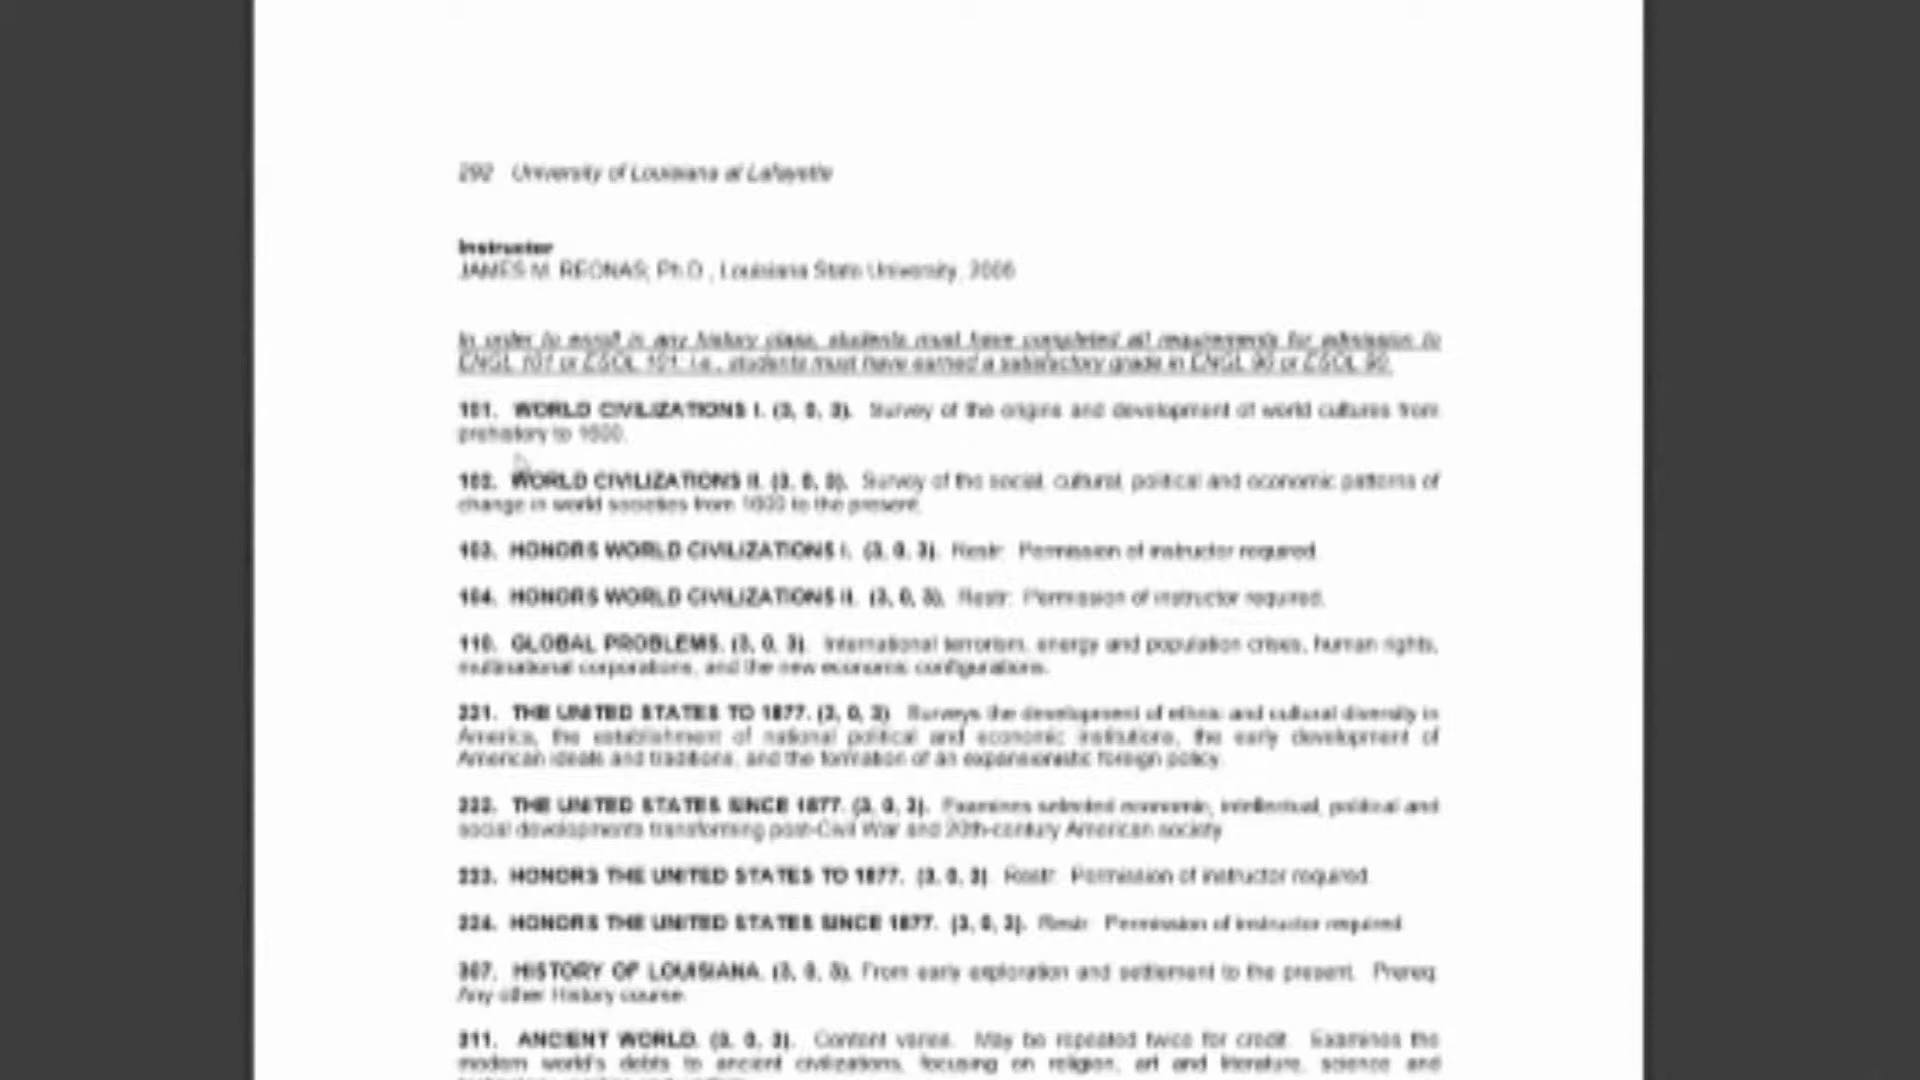 292 University of Louisiana at Lafayette
Instructor
JAMES M. REONAS; Ph.D., Louisiana State University, 2006
In order to enroll in any history class, students must have completed all requirements for admission to
ENGL 101 or ESOL 101; i.e., students must have earned a satisfactory grade in ENGL 90 or ESOL 90.
101. WORLD CIVILIZATIONS I. (3, 0, 3). Survey of the origins and development of world cultures from
prehistory to 1600.
102. WORLD CIVILIZATIONS II. (3, 0, 3). Survey of the social, cultural, political and economic patterns of
change in world societies from 1600 to the present.
103. HONORS WORLD CIVILIZATIONS I. (3, 0, 3). Restr: Permission of instructor required.
104. HONORS WORLD CIVILIZATIONS II. (3, 0, 3). Restr: Permission of instructor required.
110. GLOBAL PROBLEMS. (3, 0, 3). International terrorism, energy and population crises, human rights,
multinational corporations, and the new economic configurations.
221. THE UNITED STATES TO 1877. (3, 0, 3) Surveys the development of ethnic and cultural diversity in
America, the establishment of national political and economic institutions, the early development of
American ideals and traditions, and the formation of an expansionistic foreign policy.
222. THE UNITED STATES SINCE 1877. (3, 0, 3). Examines selected economic, intellectual, political and
social developments transforming post-Civil War and 20th-century American society.
223. HONORS THE UNITED STATES TO 1877. (3, 0, 3) Restr: Permission of instructor required.
224. HONORS THE UNITED STATES SINCE 1877. (3, 0, 3). Restr: Permission of instructor required.
307. HISTORY OF LOUISIANA. (3, 0, 3). From early exploration and settlement to the present. Prereq:
Any other History course.
311. ANCIENT WORLD. (3, 0, 3). Content varies. May be repeated twice for credit. Examines the
modern world's debts to ancient civilizations, focusing on religion, art and literature, science and